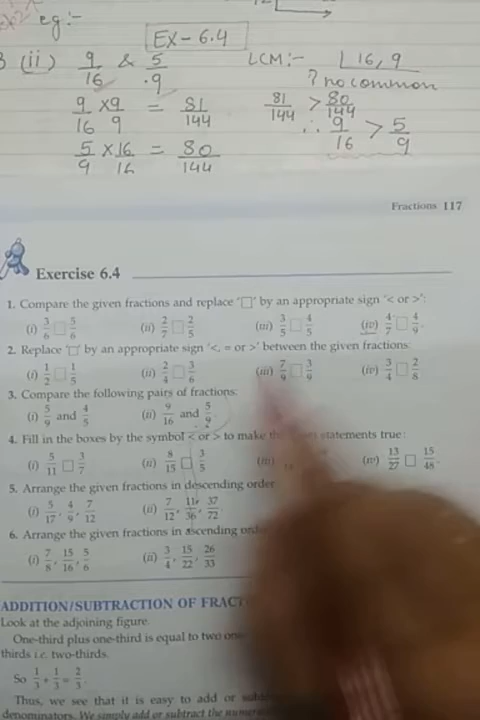 eg:-
EX - 6.4
3 (ii) 9/16 & 5/9 LCM:- 16, 9
? no common
9/16 × 9/9 = 81/144 81/144 > 80/144
5/9 × 16/16 = 80/144 ∴ 9/16 > 5/9
Fractions 117
Exercise 6.4
1. Compare the given fractions and replace '□' by an appropriate sign '< or >':
(i) 3/6 □ 5/6 (ii) 2/7 □ 2/5 (iii) 3/5 □ 4/5 (iv) 4/7 □ 4/9.
2. Replace '□' by an appropriate sign '<, = or >' between the given fractions:
(i) 1/2 □ 1/5 (ii) 2/4 □ 3/6 (iii) 7/9 □ 3/9 (iv) 3/4 □ 2/8
3. Compare the following pairs of fractions:
(i) 5/9 and 4/5 (ii) 9/16 and 5/9.
4. Fill in the boxes by the symbol < or > to make the statements true:
(i) 5/11 □ 3/7 (ii) 8/15 □ 3/5 (iii) (iv) 13/27 □ 15/48.
5. Arrange the given fractions in descending order
(i) 5/17, 4/9, 7/12 (ii) 7/12, 11/36, 37/72
6. Arrange the given fractions in ascending
(i) 7/8, 15/16, 5/6 (ii) 3/4, 15/22, 26/33
ADDITION/SUBTRACTION OF
Look at the adjoining figure.
One-third plus one-third is equal to two
thirds i.e. two-thirds.
So 1/3 + 1/3 = 2/3.
Thus, we see that it is easy to add or
denominators. We simply add or subtract the